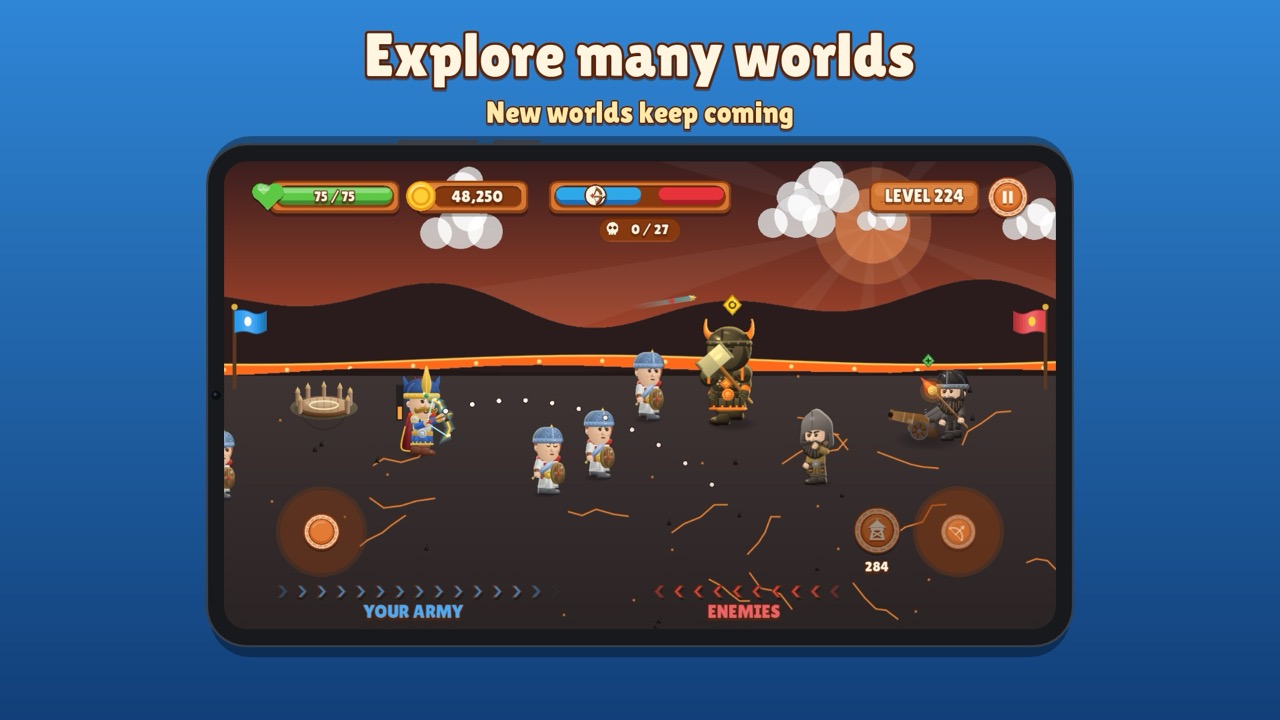 Explore many worlds
New worlds keep coming
75 / 75
48,250
LEVEL 224
0 / 27
284
YOUR ARMY
ENEMIES